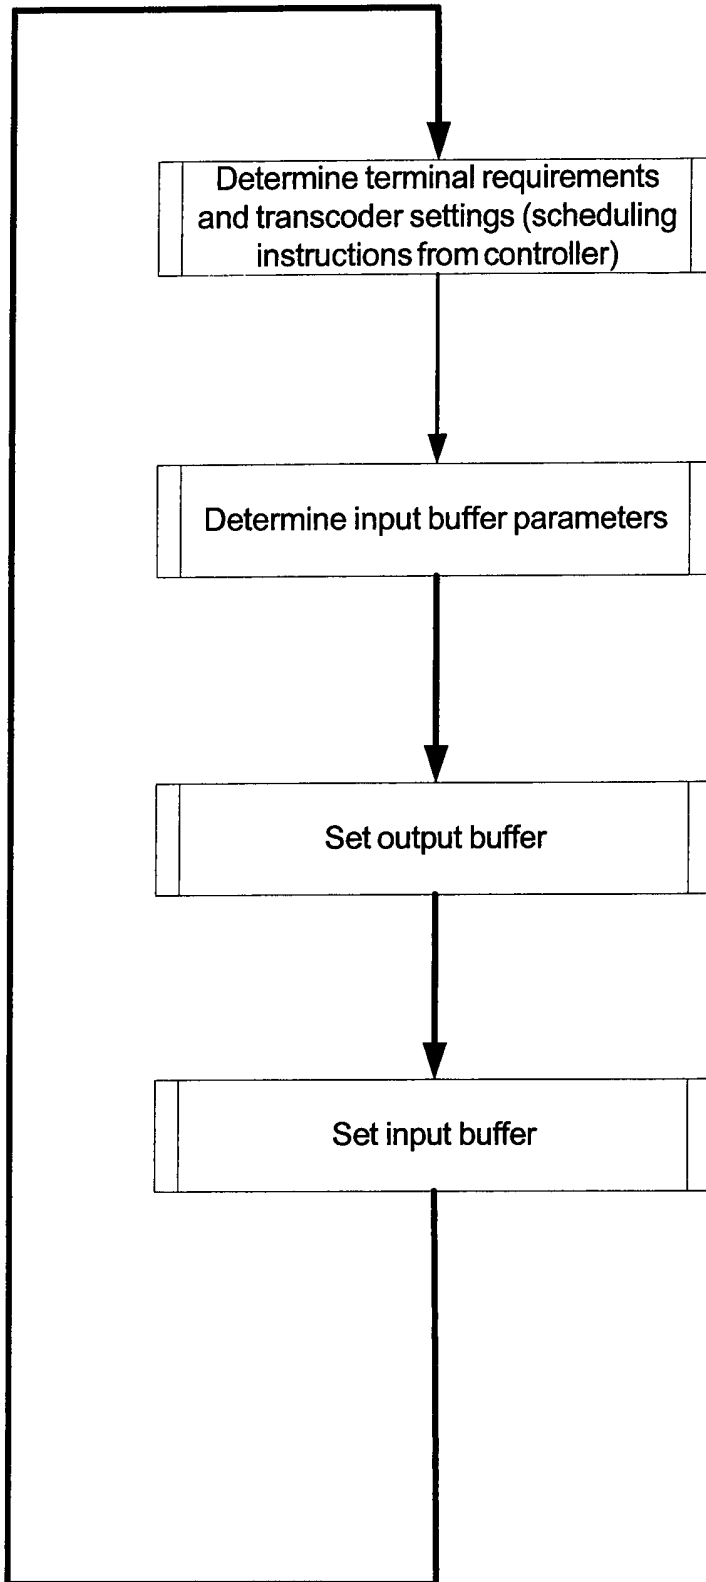 Determine terminal requirements
and transcoder settings (scheduling
instructions from controller)
Determine input buffer parameters
Set output buffer
Set input buffer